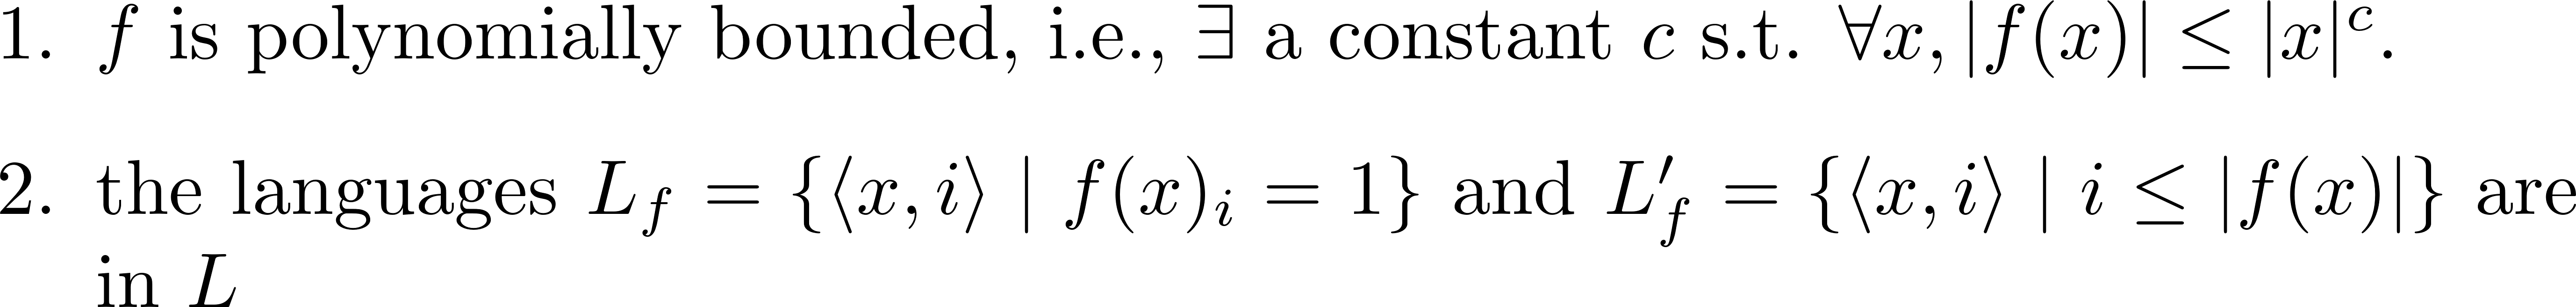 1. f is polynomially bounded, i.e., ∃ a constant c s.t. ∀x, |f(x)| ≤ |x|^c.
2. the languages L_f = {⟨x, i⟩ | f(x)_i = 1} and L'_f = {⟨x, i⟩ | i ≤ |f(x)|} are
in L